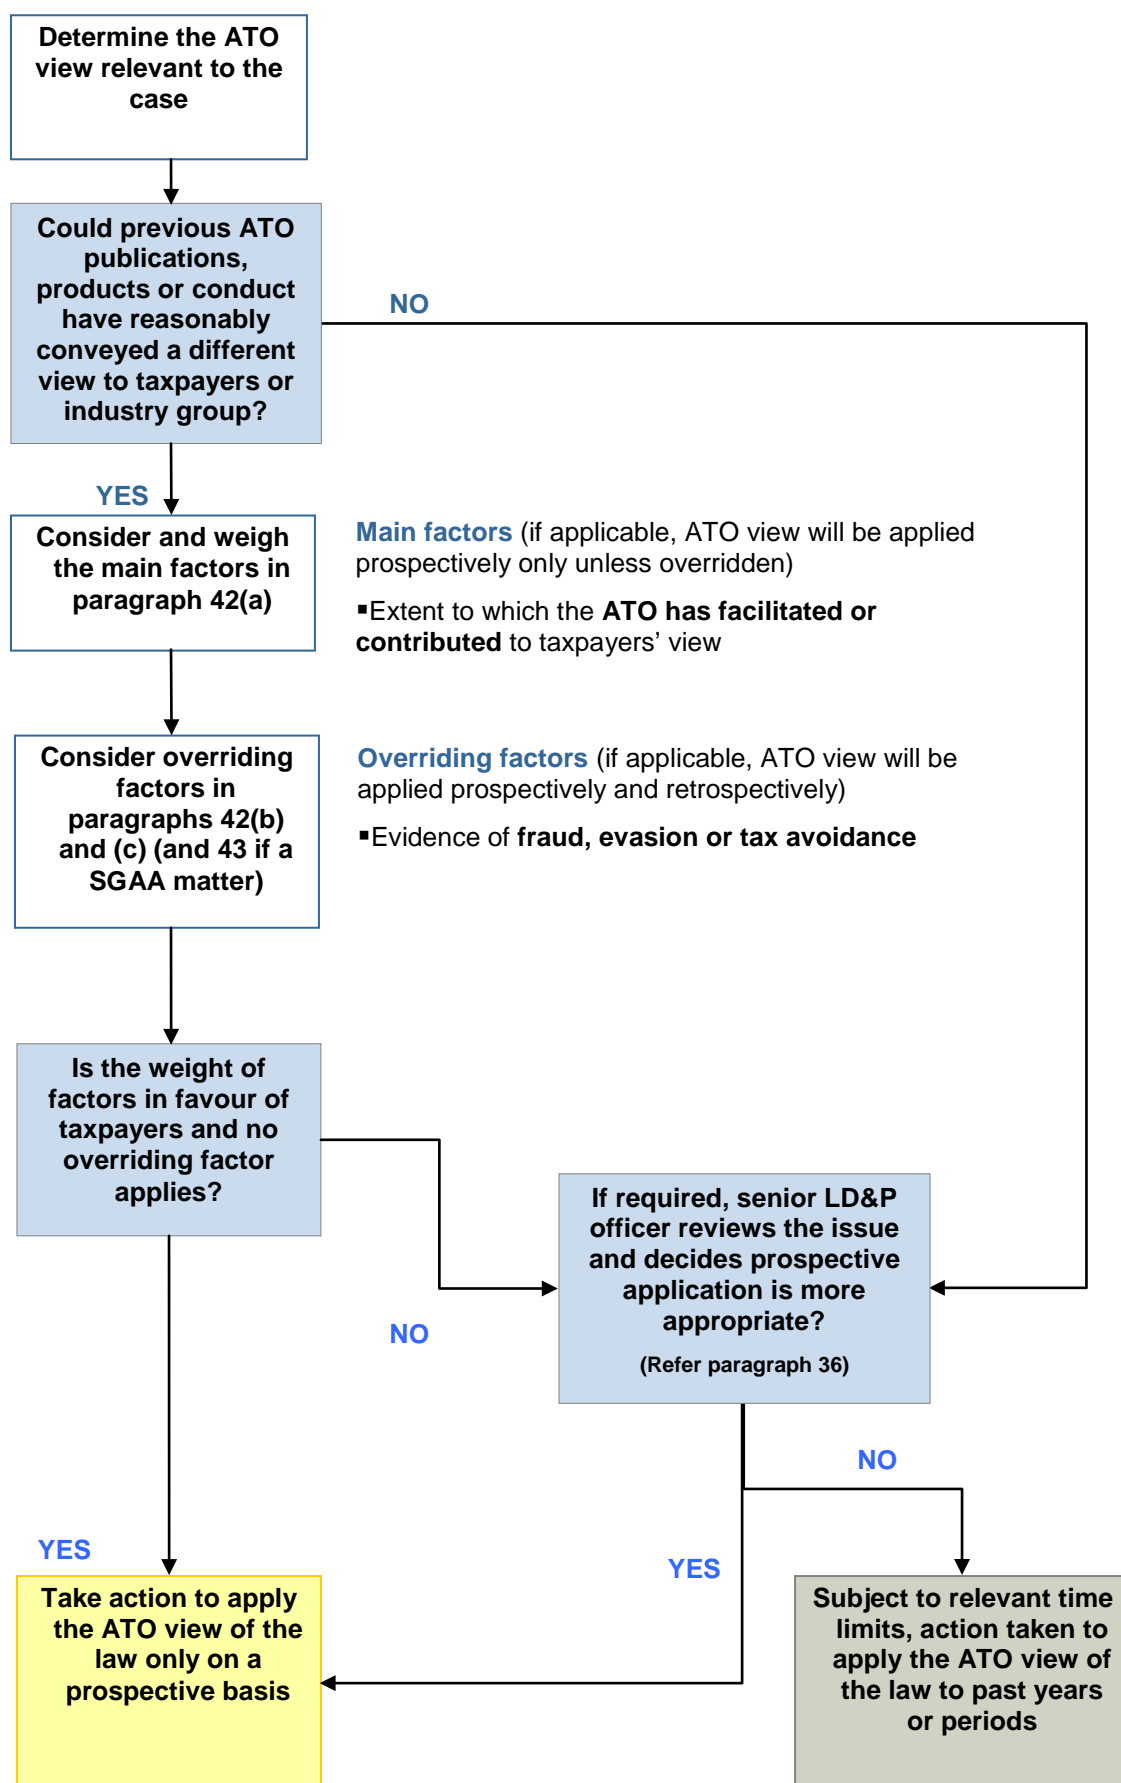 Determine the ATO
view relevant to the
case
Could previous ATO
publications,
products or conduct
have reasonably
conveyed a different
view to taxpayers or
industry group?
NO
YES
Consider and weigh
the main factors in
paragraph 42(a)
Main factors (if applicable, ATO view will be applied
prospectively only unless overridden)
▪Extent to which the ATO has facilitated or
contributed to taxpayers’ view
Consider overriding
factors in
paragraphs 42(b)
and (c) (and 43 if a
SGAA matter)
Overriding factors (if applicable, ATO view will be
applied prospectively and retrospectively)
▪Evidence of fraud, evasion or tax avoidance
Is the weight of
factors in favour of
taxpayers and no
overriding factor
applies?
NO
If required, senior LD&P
officer reviews the issue
and decides prospective
application is more
appropriate?
(Refer paragraph 36)
NO
YES
YES
Take action to apply
the ATO view of the
law only on a
prospective basis
Subject to relevant time
limits, action taken to
apply the ATO view of
the law to past years
or periods